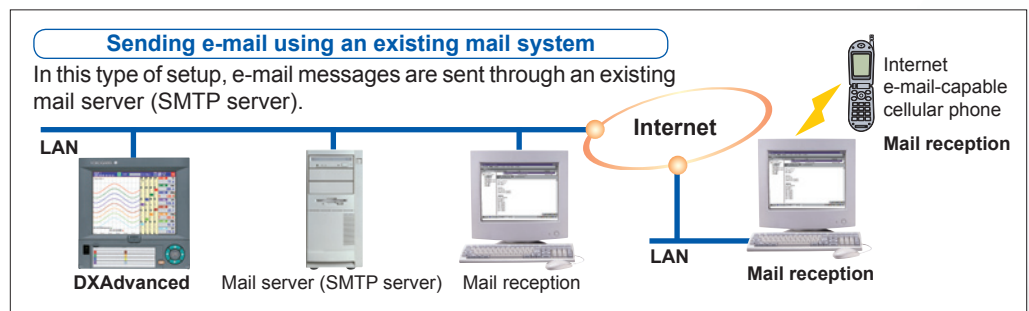 Sending e-mail using an existing mail system
In this type of setup, e-mail messages are sent through an existing
mail server (SMTP server).
LAN
Internet
Internet
e-mail-capable
cellular phone
Mail reception
DXAdvanced
Mail server (SMTP server)
Mail reception
LAN
Mail reception